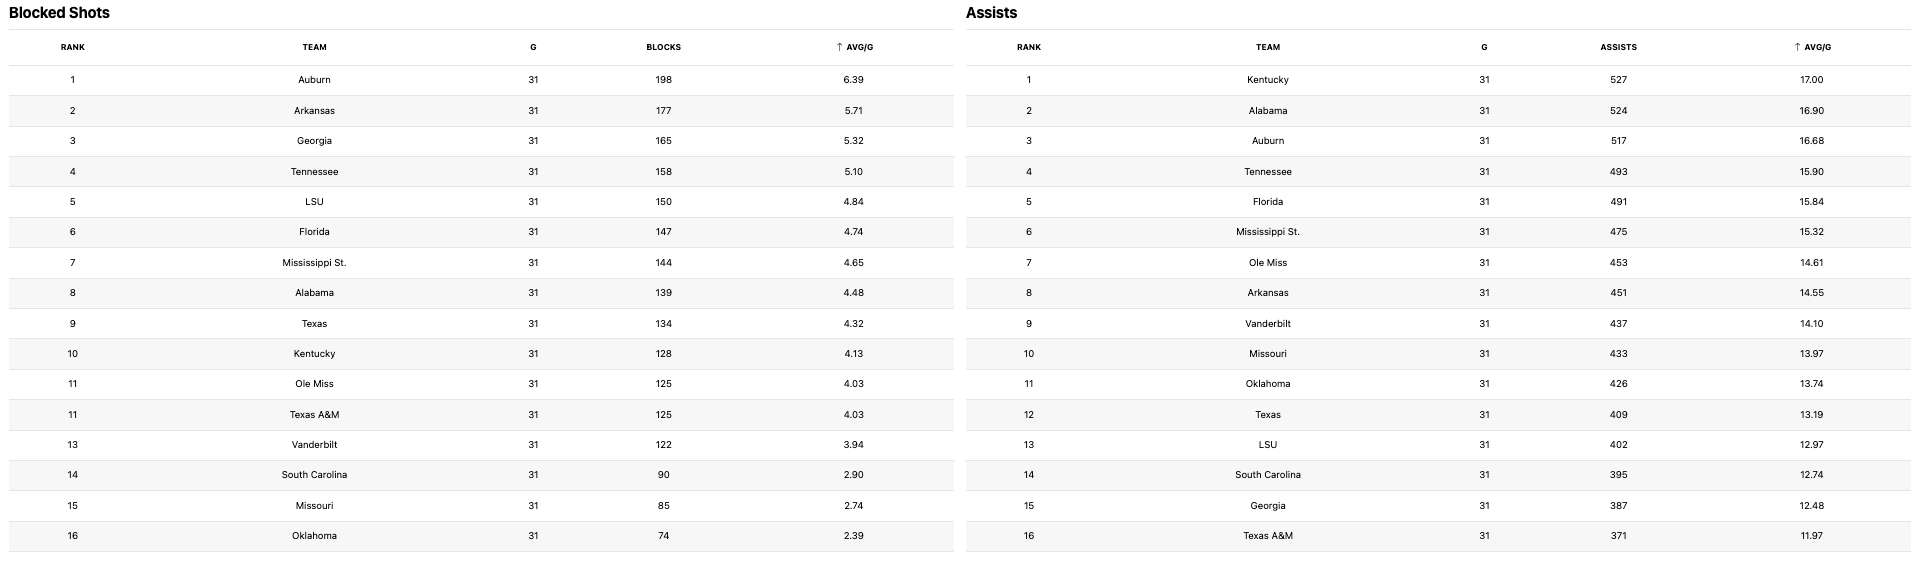 Blocked Shots
RANK TEAM G BLOCKS ↑ AVG/G
1 Auburn 31 198 6.39
2 Arkansas 31 177 5.71
3 Georgia 31 165 5.32
4 Tennessee 31 158 5.10
5 LSU 31 150 4.84
6 Florida 31 147 4.74
7 Mississippi St. 31 144 4.65
8 Alabama 31 139 4.48
9 Texas 31 134 4.32
10 Kentucky 31 128 4.13
11 Ole Miss 31 125 4.03
11 Texas A&M 31 125 4.03
13 Vanderbilt 31 122 3.94
14 South Carolina 31 90 2.90
15 Missouri 31 85 2.74
16 Oklahoma 31 74 2.39
Assists
RANK TEAM G ASSISTS ↑ AVG/G
1 Kentucky 31 527 17.00
2 Alabama 31 524 16.90
3 Auburn 31 517 16.68
4 Tennessee 31 493 15.90
5 Florida 31 491 15.84
6 Mississippi St. 31 475 15.32
7 Ole Miss 31 453 14.61
8 Arkansas 31 451 14.55
9 Vanderbilt 31 437 14.10
10 Missouri 31 433 13.97
11 Oklahoma 31 426 13.74
12 Texas 31 409 13.19
13 LSU 31 402 12.97
14 South Carolina 31 395 12.74
15 Georgia 31 387 12.48
16 Texas A&M 31 371 11.97